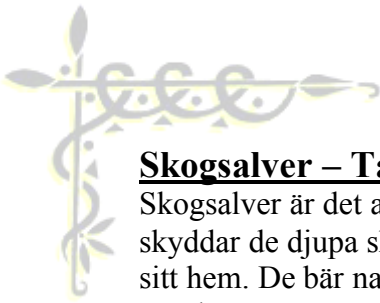 Skogsalver –
Skogsalver är det
skyddar de djupa
sitt hem. De bär